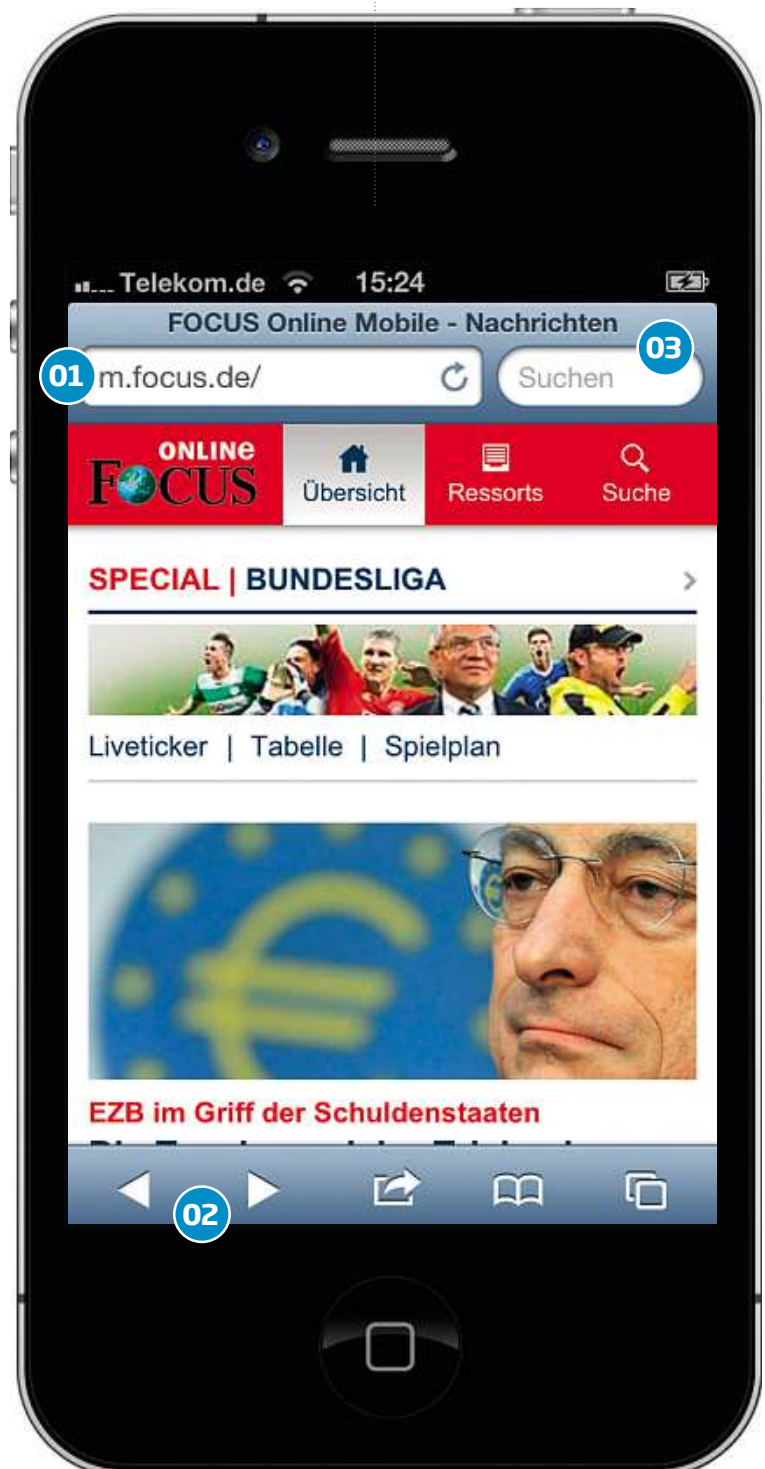 Telekom.de 15:24
FOCUS Online Mobile - Nachrichten
03
01 m.focus.de/ Suchen
ONLINE
FOCUS Übersicht Ressorts Suche
SPECIAL | BUNDESLIGA
Liveticker | Tabelle | Spielplan
EZB im Griff der Schuldenstaaten
02